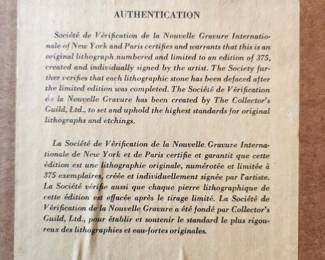 AUTHENTICATION
Société de Vérification de la Nouvelle Gravure Internatio-
nale of New York and Paris certifies and warrants that this is an
original lithograph numbered and limited to an edition of 375,
created and individually signed by the artist. The Society fur-
ther verifies that each lithographic stone has been defaced after
the limited edition was completed. The Société de Vérification
de la Nouvelle Gravure has been created by The Collector's
Guild, Ltd., to set and uphold the highest standards for original
lithographs and etchings.
La Société de Vérification de la Nouvelle Gravure Interna-
tionale de New York et de Paris certifie et garantit que cette
édition est une lithographie originale, numérotée et limitée à
375 exemplaires, créée et individuellement signée par l'artiste.
La Société vérifie aussi que chaque pierre lithographique de
cette édition est effacée après le tirage limité. La Société de
Vérification de la Nouvelle Gravure a été fondé par Collector's
Guild, Ltd., pour établir et soutenir le standard le plus rigou-
reux des lithographies et eau-fortes originales.